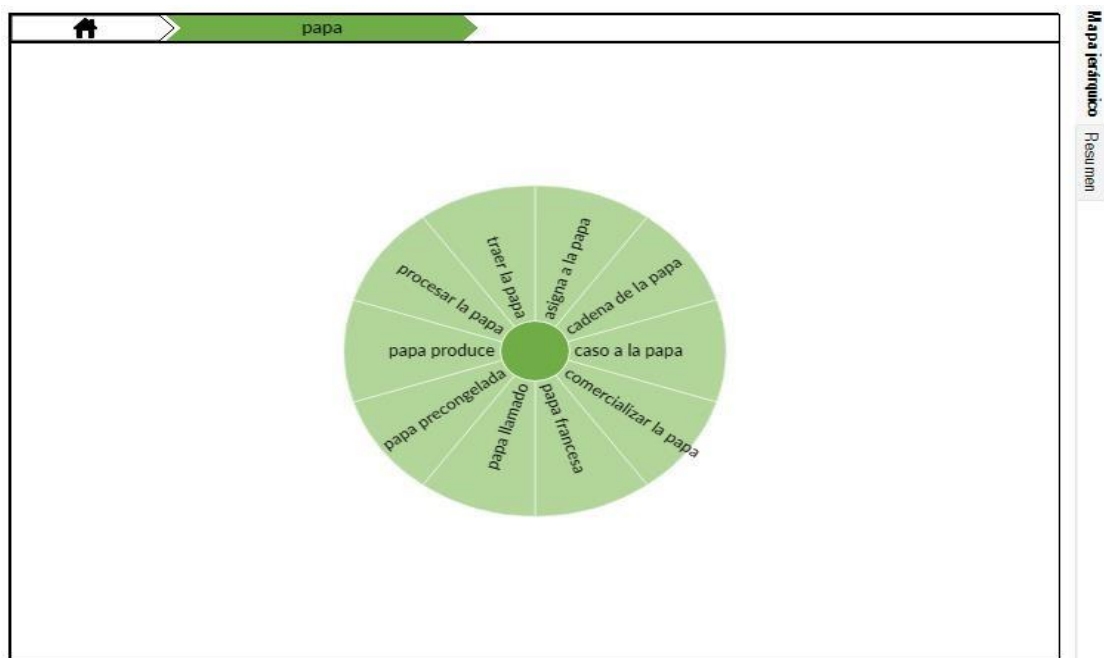 papa
Mapa jerárquico
Resumen
asigna a la papa
cadena de la papa
caso a la papa
comercializar la papa
papa francesa
papa llamado
papa precongelada
papa produce
procesar la papa
traer la papa